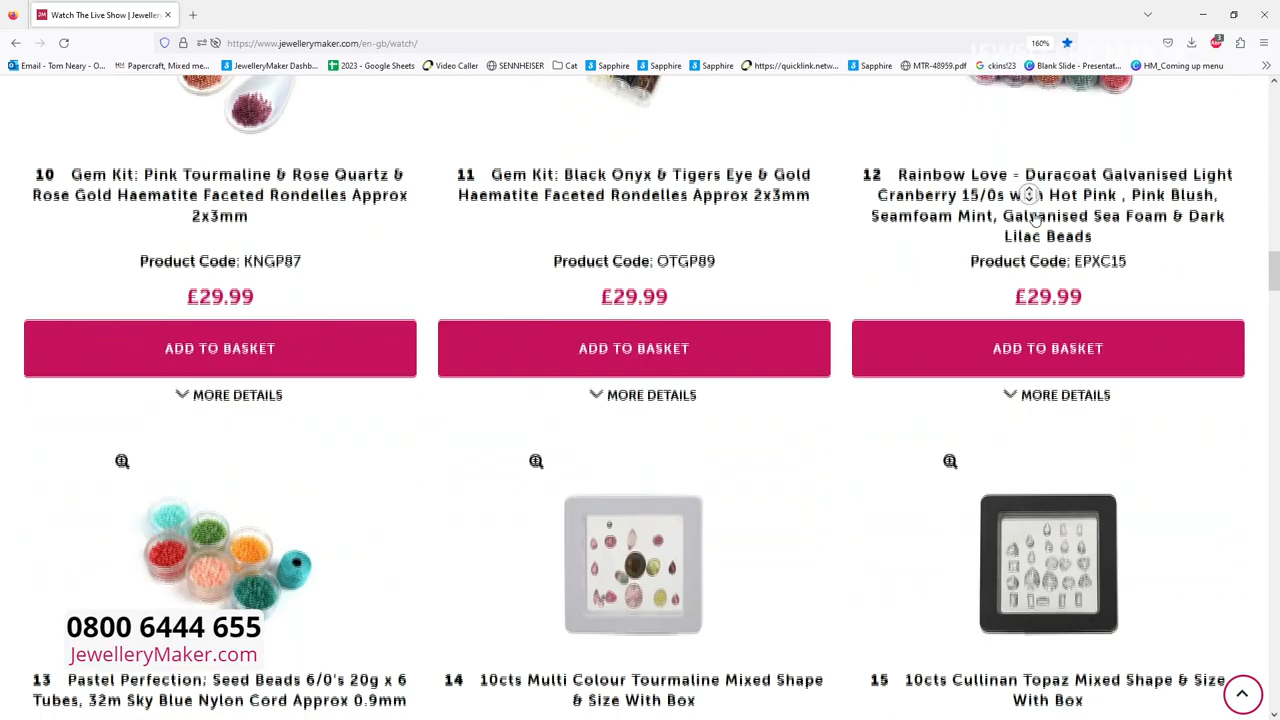 Watch The Live Show | Jeweller
https://www.jewellerymaker.com/en-gb/watch/
160%
3
Email - Tom Neary - O...
Papercraft, Mixed me...
JewelleryMaker Dashb...
2023 - Google Sheets
Video Caller
SENNHEISER
Cat
Sapphire
Sapphire
Sapphire
https://quicklink.netw...
Sapphire
MTR-48959.pdf
ckins!23
Blank Slide - Presentat...
HM_Coming up menu
10 Gem Kit; Pink Tourmaline & Rose Quartz &
Rose Gold Haematite Faceted Rondelles Approx
2x3mm
Product Code: KNGP87
£29.99
ADD TO BASKET
MORE DETAILS
11 Gem Kit; Black Onyx & Tigers Eye & Gold
Haematite Faceted Rondelles Approx 2x3mm
Product Code: OTGP89
£29.99
ADD TO BASKET
MORE DETAILS
12 Rainbow Love - Duracoat Galvanised Light
Cranberry 15/0s with Hot Pink , Pink Blush,
Seamfoam Mint, Galvanised Sea Foam & Dark
Lilac Beads
Product Code: EPXC15
£29.99
ADD TO BASKET
MORE DETAILS
0800 6444 655
JewelleryMaker.com
13 Pastel Perfection; Seed Beads 6/0's 20g x 6
Tubes, 32m Sky Blue Nylon Cord Approx 0.9mm
14 10cts Multi Colour Tourmaline Mixed Shape
& Size With Box
15 10cts Cullinan Topaz Mixed Shape & Size
With Box